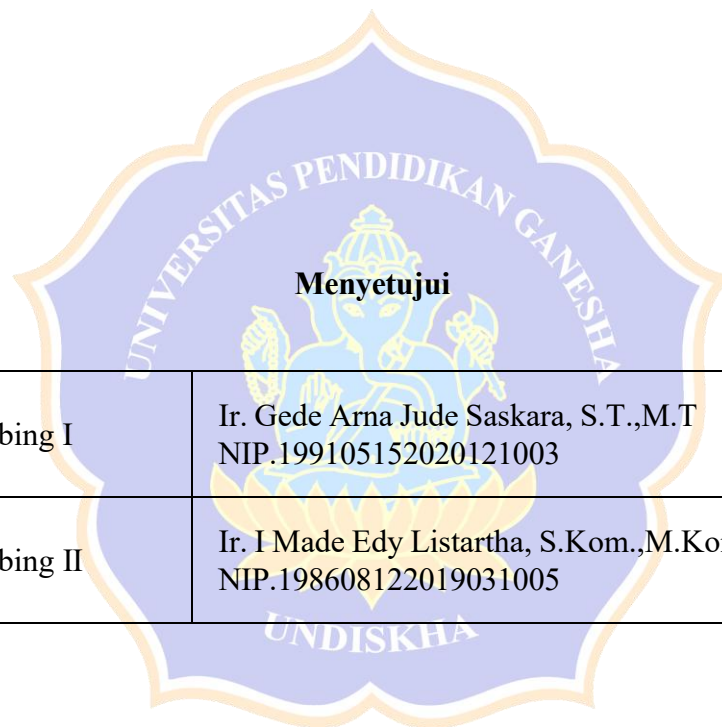 UNIVERSITAS PENDIDIKAN GANESHA
Menyetujui
bing I
Ir. Gede Arna Jude Saskara, S.T.,M.T
NIP.199105152020121003
bing II
Ir. I Made Edy Listartha, S.Kom.,M.Ko
NIP.198608122019031005
UNDISKHA